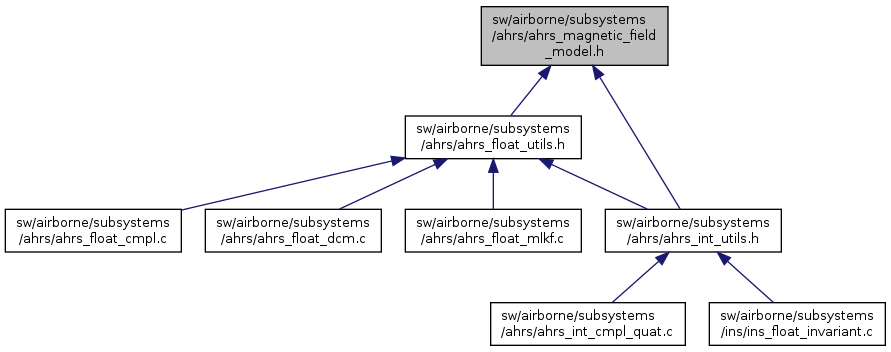 sw/airborne/subsystems
/ahrs/ahrs_magnetic_field
_model.h
sw/airborne/subsystems
/ahrs/ahrs_float_utils.h
sw/airborne/subsystems
/ahrs/ahrs_float_cmpl.c
sw/airborne/subsystems
/ahrs/ahrs_float_dcm.c
sw/airborne/subsystems
/ahrs/ahrs_float_mlkf.c
sw/airborne/subsystems
/ahrs/ahrs_int_utils.h
sw/airborne/subsystems
/ahrs/ahrs_int_cmpl_quat.c
sw/airborne/subsystems
/ins/ins_float_invariant.c